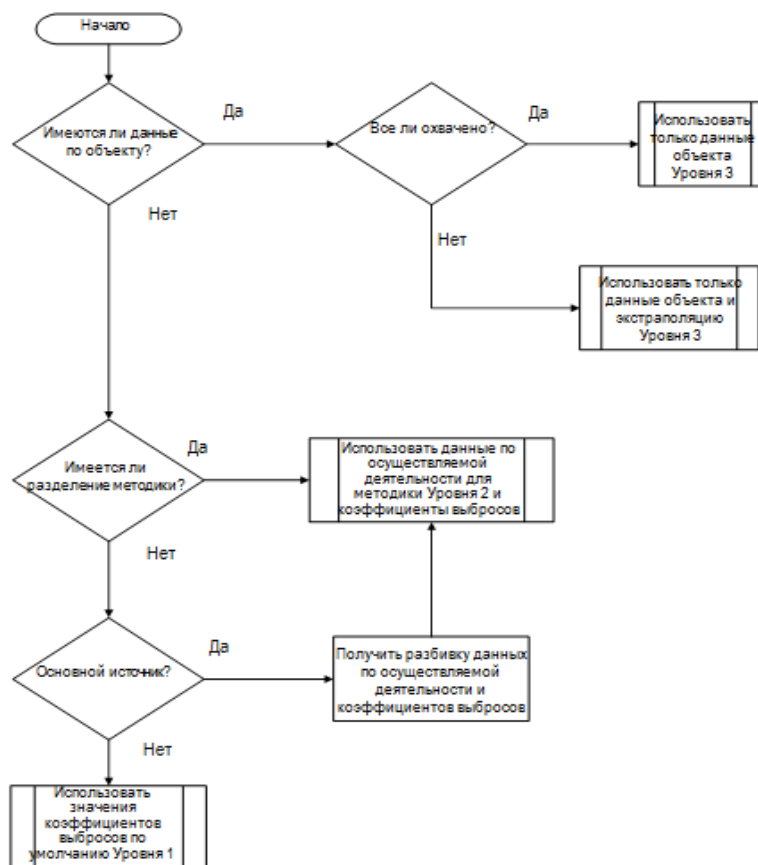 Начало
Имеются ли данные
по объекту?
Да
Все ли охвачено?
Да
Использовать
только данные
объекта
Уровня 3
Нет
Нет
Использовать только
данные объекта и
экстраполяцию
Уровня 3
Имеется ли
разделение методики?
Да
Использовать данные по
осуществляемой
деятельности для
методики Уровня 2 и
коэффициенты выбросов
Нет
Основной источник?
Да
Получить разбивку данных
по осуществляемой
деятельности и
коэффициентов выбросов
Нет
Использовать
значения
коэффициентов
выбросов по
умолчанию Уровня 1